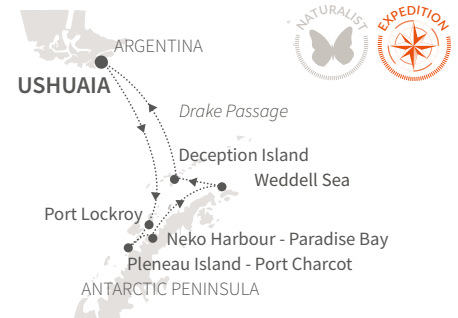 NATURALIST
EXPEDITION
ARGENTINA
USHUAIA
Drake Passage
Deception Island
Weddell Sea
Port Lockroy
Neko Harbour - Paradise Bay
Pleneau Island - Port Charcot
ANTARCTIC PENINSULA